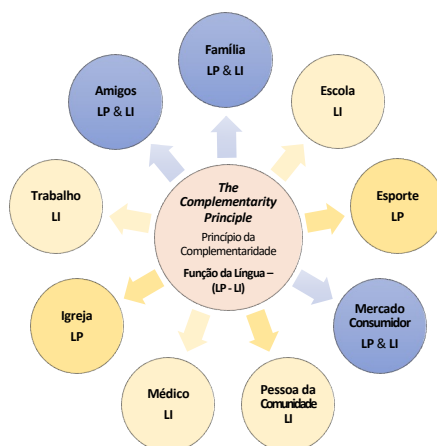 Família
LP & LI
Escola
LI
Esporte
LP
Mercado
Consumidor
LP & LI
Pessoa da
Comunidade
LI
Médico
LI
Igreja
LP
Trabalho
LI
Amigos
LP & LI
The
Complementarity
Principle
Princípio da
Complementaridade
Função da Língua –
(LP - LI)